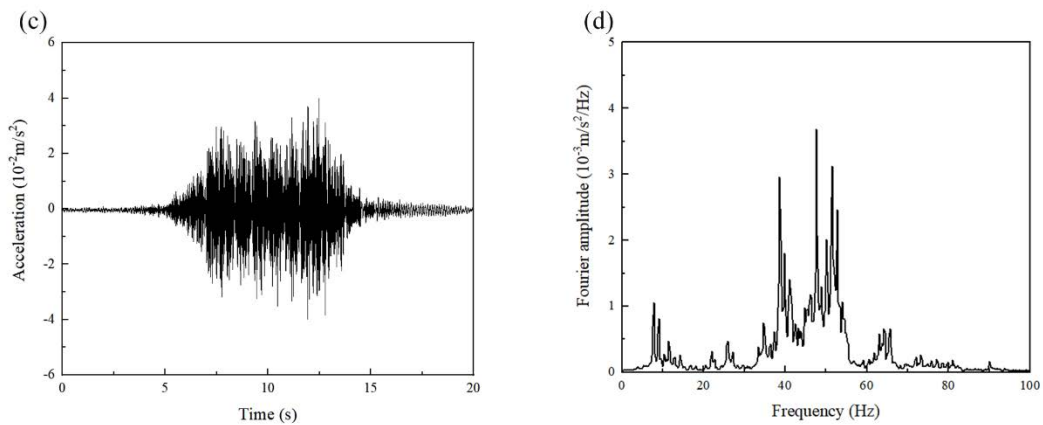 (c)
Acceleration (10⁻²m/s²)
6
4
2
0
-2
-4
-6
0 5 10 15 20
Time (s)
(d)
Fourier amplitude (10⁻³m/s²/Hz)
5
4
3
2
1
0
0 20 40 60 80 100
Frequency (Hz)